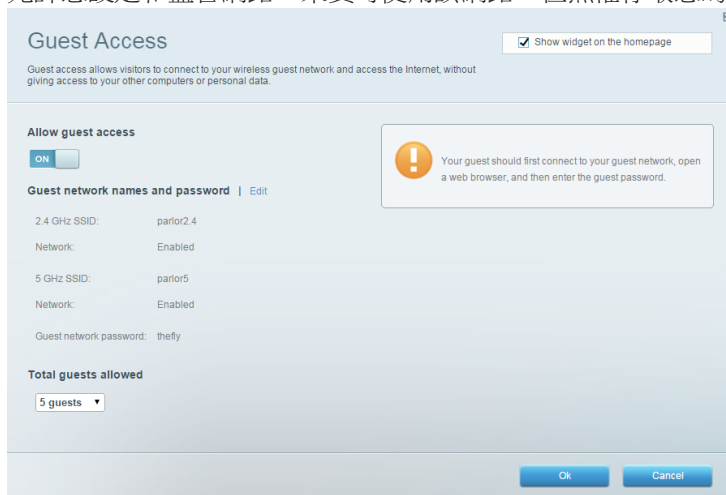 Guest Access
Show widget on the homepage
Guest access allows visitors to connect to your wireless guest network and access the Internet, without
giving access to your other computers or personal data.
Allow guest access
ON
Your guest should first connect to your guest network, open
a web browser, and then enter the guest password.
Guest network names and password | Edit
2.4 GHz SSID: parlor2.4
Network: Enabled
5 GHz SSID: parlor5
Network: Enabled
Guest network password: thefly
Total guests allowed
5 guests
Ok Cancel